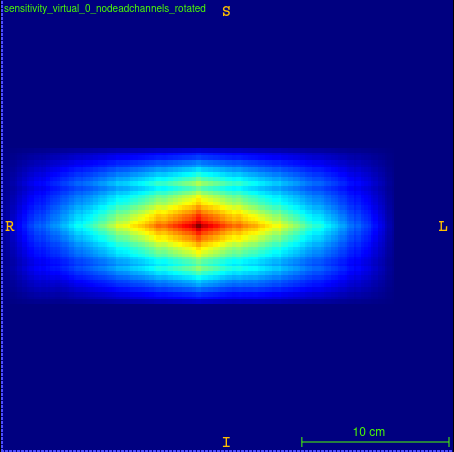 sensitivity_virtual_0_nodeadchannels_rotated
S
R
L
10 cm
I